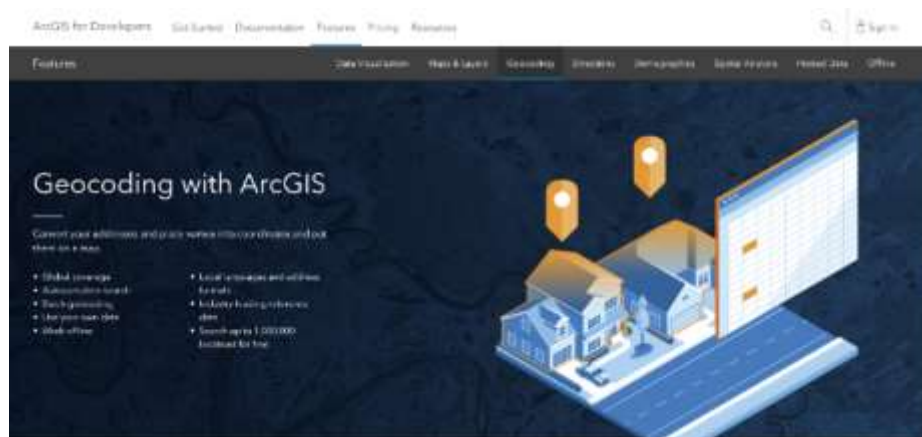 ArcGIS for Developers Get Started Documentation Features Pricing Resources Sign In
Features Data Visualization Maps & Layers Geocoding Directions Demographics Spatial Analysis Hosted Data Offline
Geocoding with ArcGIS
Convert your addresses and place names into coordinates and put
them on a map.
• Global coverage
• Autocomplete search
• Batch geocoding
• Use your own data
• Work offline
• Local languages and address
formats
• Industry leading reference
data
• Search up to 1,000,000
locations for free